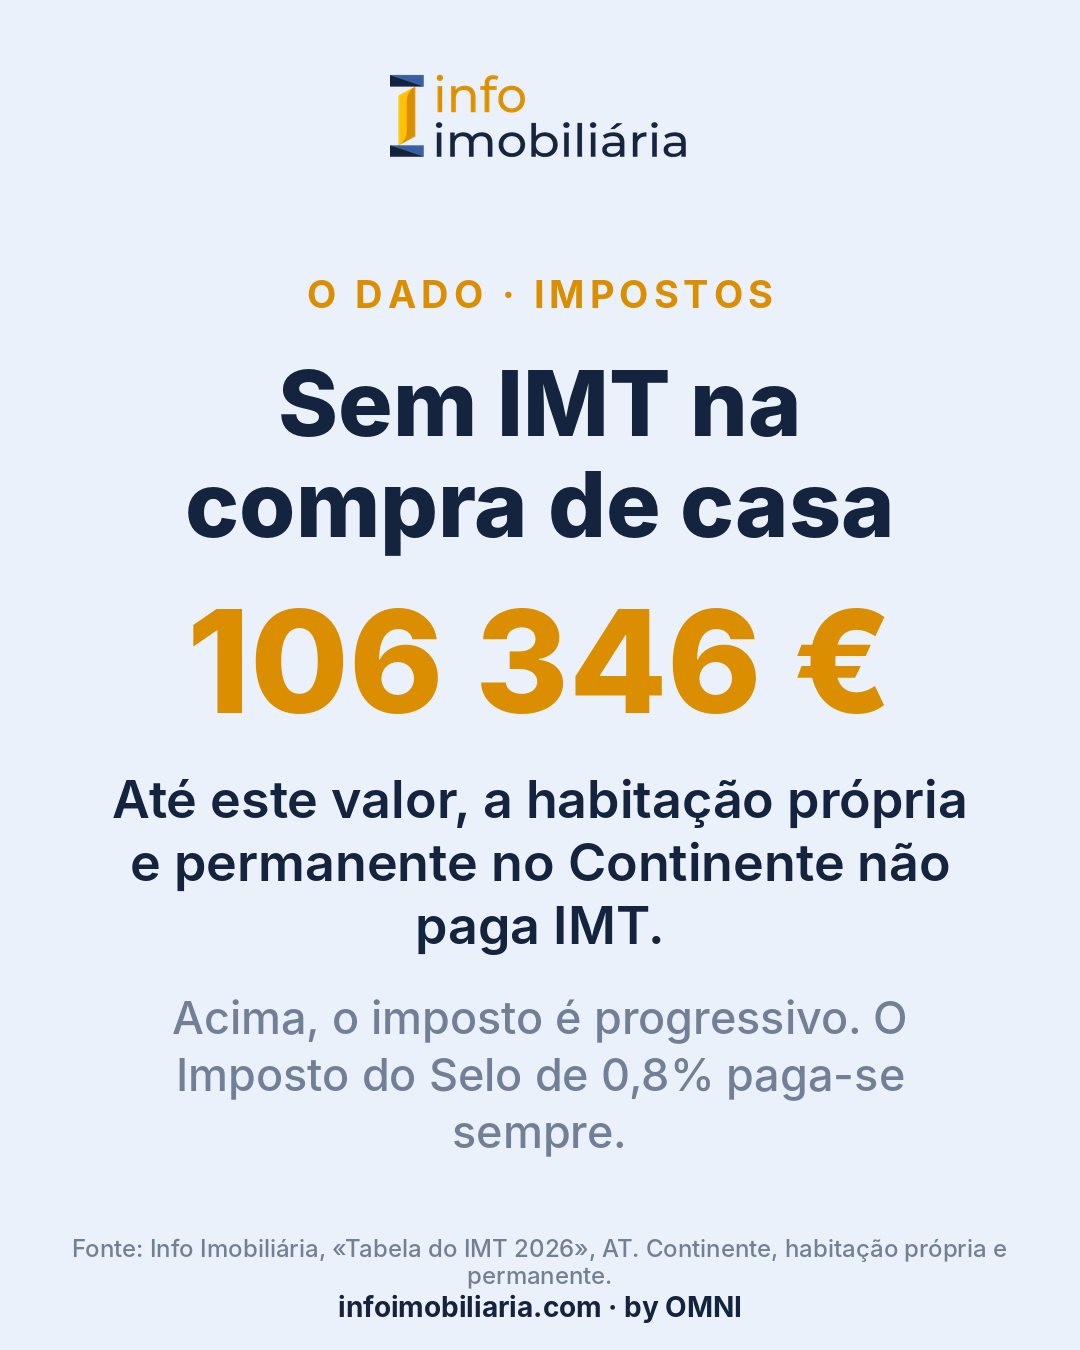 info
imobiliária
O DADO · IMPOSTOS
Sem IMT na
compra de casa
106 346 €
Até este valor, a habitação própria
e permanente no Continente não
paga IMT.
Acima, o imposto é progressivo. O
Imposto do Selo de 0,8% paga-se
sempre.
Fonte: Info Imobiliária, «Tabela do IMT 2026», AT. Continente, habitação própria e
permanente.
infoimobiliaria.com · by OMNI